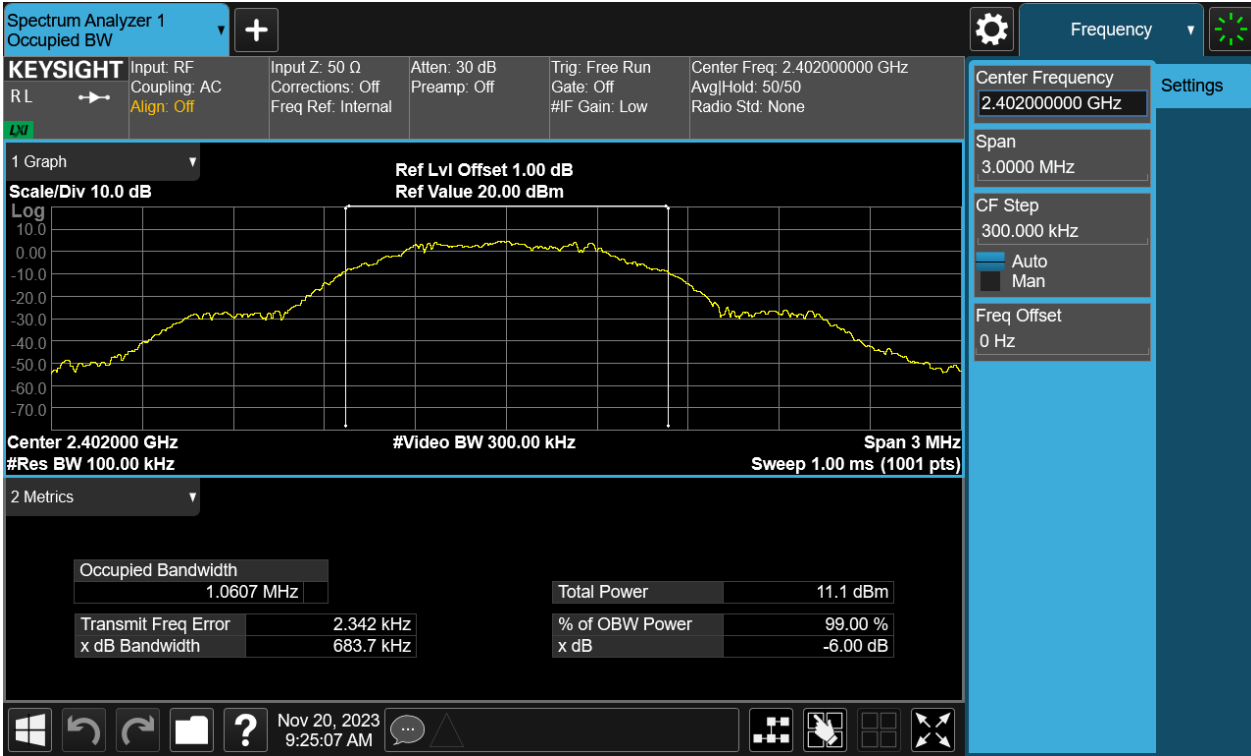 Spectrum Analyzer 1
Occupied BW
+
Frequency
KEYSIGHT
R L
LXI
Input: RF
Coupling: AC
Align: Off
Input Z: 50 Ω
Corrections: Off
Freq Ref: Internal
Atten: 30 dB
Preamp: Off
Trig: Free Run
Gate: Off
#IF Gain: Low
Center Freq: 2.402000000 GHz
Avg|Hold: 50/50
Radio Std: None
Center Frequency
2.402000000 GHz
Settings
Span
3.0000 MHz
CF Step
300.000 kHz
Auto
Man
Freq Offset
0 Hz
1 Graph
Scale/Div 10.0 dB
Ref Lvl Offset 1.00 dB
Ref Value 20.00 dBm
Log
10.0
0.00
-10.0
-20.0
-30.0
-40.0
-50.0
-60.0
-70.0
Center 2.402000 GHz
#Video BW 300.00 kHz
Span 3 MHz
#Res BW 100.00 kHz
Sweep 1.00 ms (1001 pts)
2 Metrics
Occupied Bandwidth
1.0607 MHz
Total Power 11.1 dBm
Transmit Freq Error 2.342 kHz
% of OBW Power 99.00 %
x dB Bandwidth 683.7 kHz
x dB -6.00 dB
?
Nov 20, 2023
9:25:07 AM